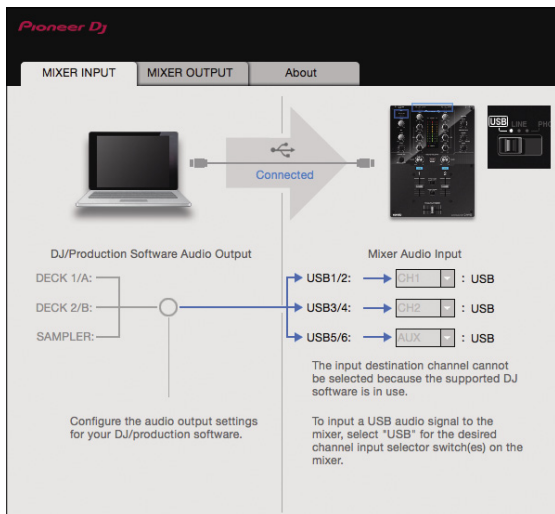 Pioneer Dj
MIXER INPUT MIXER OUTPUT About
USB LINE PHO
Connected
DJ/Production Software Audio Output Mixer Audio Input
DECK 1/A: USB1/2: CH1 : USB
DECK 2/B: USB3/4: CH2 : USB
SAMPLER: USB5/6: AUX : USB
The input destination channel cannot
be selected because the supported DJ
software is in use.
Configure the audio output settings
for your DJ/production software.
To input a USB audio signal to the
mixer, select "USB" for the desired
channel input selector switch(es) on the
mixer.